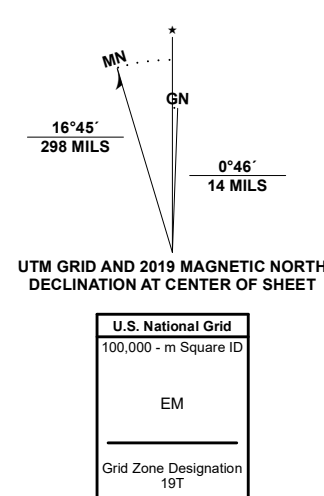 ★
MN
GN
16°45´
298 MILS
0°46´
14 MILS
UTM GRID AND 2019 MAGNETIC NORTH
DECLINATION AT CENTER OF SHEET
U.S. National Grid
100,000 - m Square ID
EM
Grid Zone Designation
19T